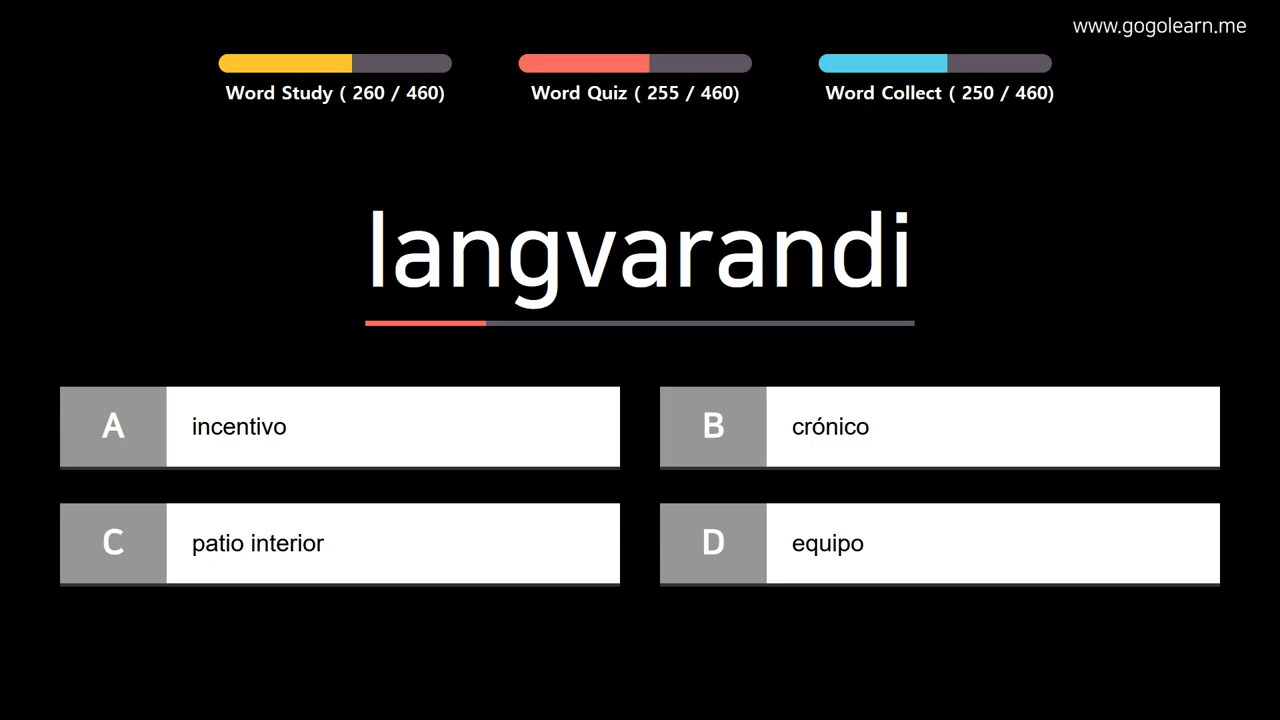 www.gogolearn.me
Word Study ( 260 / 460)
Word Quiz ( 255 / 460)
Word Collect ( 250 / 460)
langvarandi
A incentivo
B crónico
C patio interior
D equipo